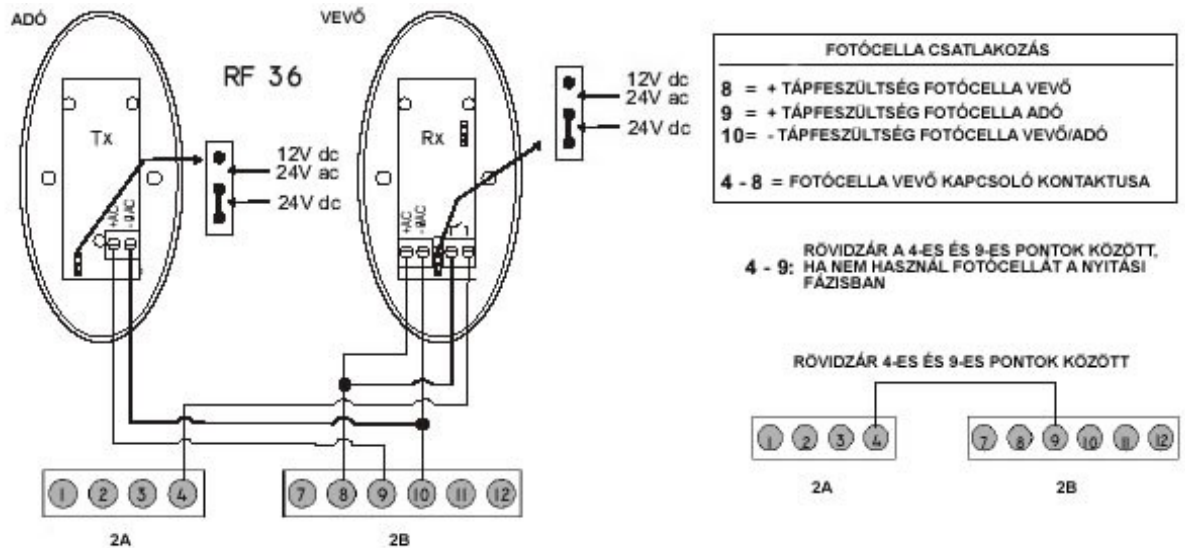 ADÓ
VEVŐ
RF 36
Tx
12V dc
24V ac
24V dc
+AC
Rx
12V dc
24V ac
24V dc
+AC
1 2 3 4
2A
7 8 9 10 11 12
2B
FOTÓCELLA CSATLAKOZÁS
8 = + TÁPFESZÜLTSÉG FOTÓCELLA VEVŐ
9 = + TÁPFESZÜLTSÉG FOTÓCELLA ADÓ
10= - TÁPFESZÜLTSÉG FOTÓCELLA VEVŐ/ADÓ
4 - 8 = FOTÓCELLA VEVŐ KAPCSOLÓ KONTAKTUSA
RÖVIDZÁR A 4-ES ÉS 9-ES PONTOK KÖZÖTT,
4 - 9: HA NEM HASZNÁL FOTÓCELLÁT A NYITÁSI
FÁZISBAN
RÖVIDZÁR 4-ES ÉS 9-ES PONTOK KÖZÖTT
1 2 3 4
2A
7 8 9 10 11 12
2B